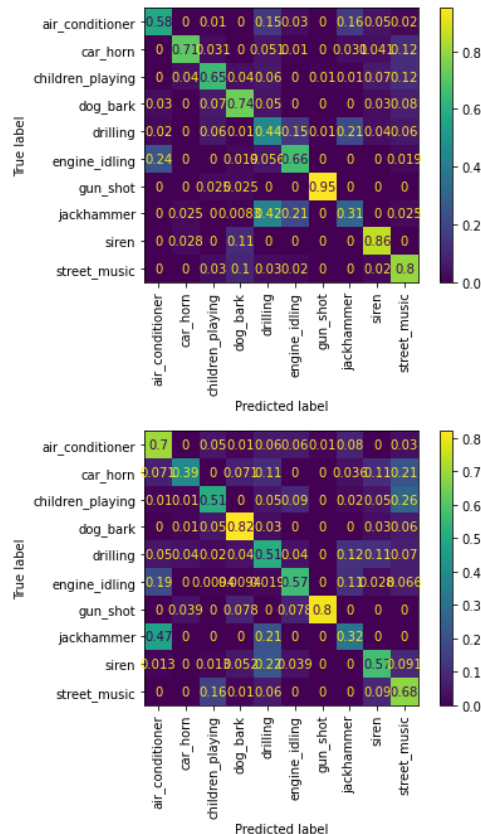 air_conditioner 0.58 0 0.01 0 0.15 0.03 0 0.16 0.05 0.02
car_horn 0 0.71 0.031 0 0.051 0.01 0 0.031 0.041 0.12
children_playing 0 0.04 0.65 0.04 0.06 0 0.01 0.01 0.07 0.12
dog_bark 0.03 0 0.07 0.74 0.05 0 0 0 0.03 0.08
drilling 0.02 0 0.06 0.01 0.44 0.15 0.01 0.21 0.04 0.06
engine_idling 0.24 0 0 0.019 0.056 0.66 0 0 0 0.019
gun_shot 0 0 0.025 0.025 0 0 0.95 0 0 0
jackhammer 0 0.025 0 0.0083 0.42 0.21 0 0.31 0 0.025
siren 0 0.028 0 0.11 0 0 0 0 0.86 0
street_music 0 0 0.03 0.1 0.03 0.02 0 0 0.02 0.8
True label
air_conditioner car_horn children_playing dog_bark drilling engine_idling gun_shot jackhammer siren street_music
Predicted label
0.8
0.6
0.4
0.2
0.0
air_conditioner 0.7 0 0.05 0.01 0.06 0.06 0.01 0.08 0 0.03
car_horn 0.071 0.39 0 0.071 0.11 0 0 0.036 0.11 0.21
children_playing 0.01 0.01 0.51 0 0.05 0.09 0 0.02 0.05 0.26
dog_bark 0 0.01 0.05 0.82 0.03 0 0 0 0.03 0.06
drilling 0.05 0.04 0.02 0.04 0.51 0.04 0 0.12 0.11 0.07
engine_idling 0.19 0 0.0094 0.0094 0.019 0.57 0 0.11 0.028 0.066
gun_shot 0 0.039 0 0.078 0 0.078 0.8 0 0 0
jackhammer 0.47 0 0 0 0.21 0 0 0.32 0 0
siren 0.013 0 0.013 0.052 0.22 0.039 0 0 0.57 0.091
street_music 0 0 0.16 0.01 0.06 0 0 0 0.09 0.68
True label
air_conditioner car_horn children_playing dog_bark drilling engine_idling gun_shot jackhammer siren street_music
Predicted label
0.8
0.7
0.6
0.5
0.4
0.3
0.2
0.1
0.0